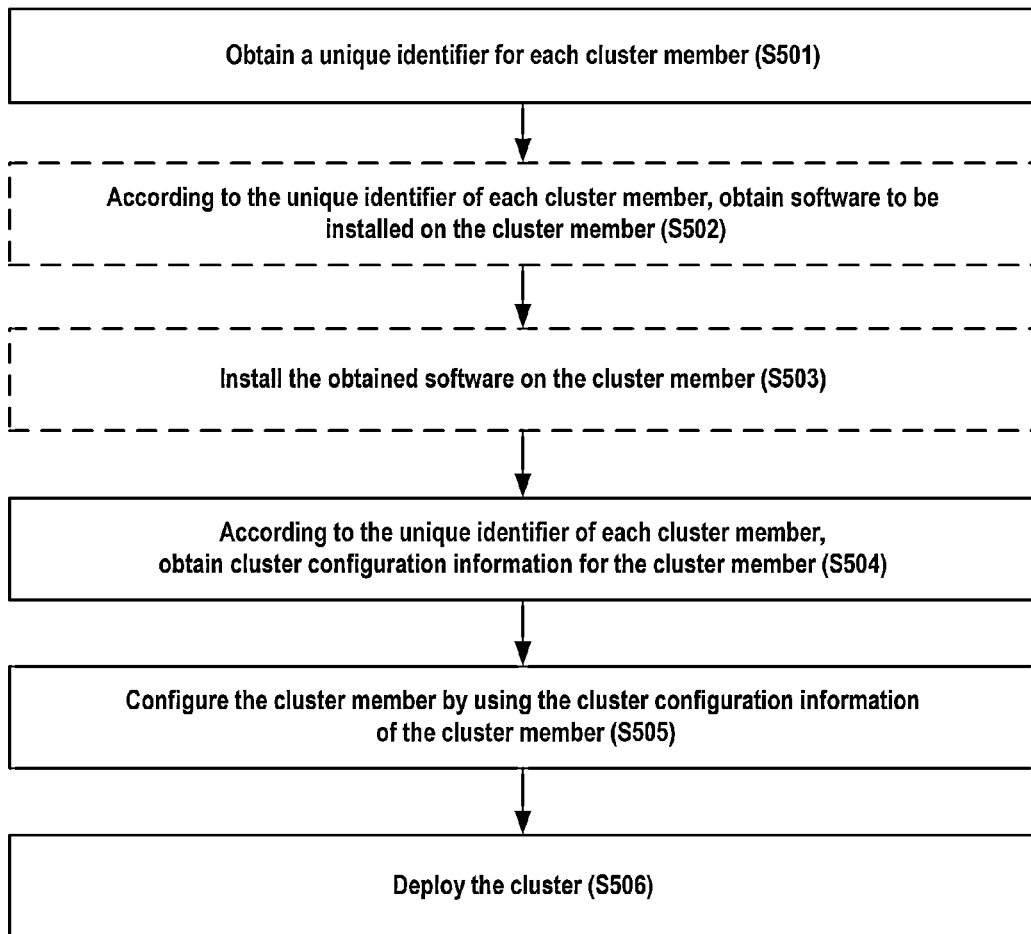 Obtain a unique identifier for each cluster member (S501)
According to the unique identifier of each cluster member, obtain software to be
installed on the cluster member (S502)
Install the obtained software on the cluster member (S503)
According to the unique identifier of each cluster member,
obtain cluster configuration information for the cluster member (S504)
Configure the cluster member by using the cluster configuration information
of the cluster member (S505)
Deploy the cluster (S506)